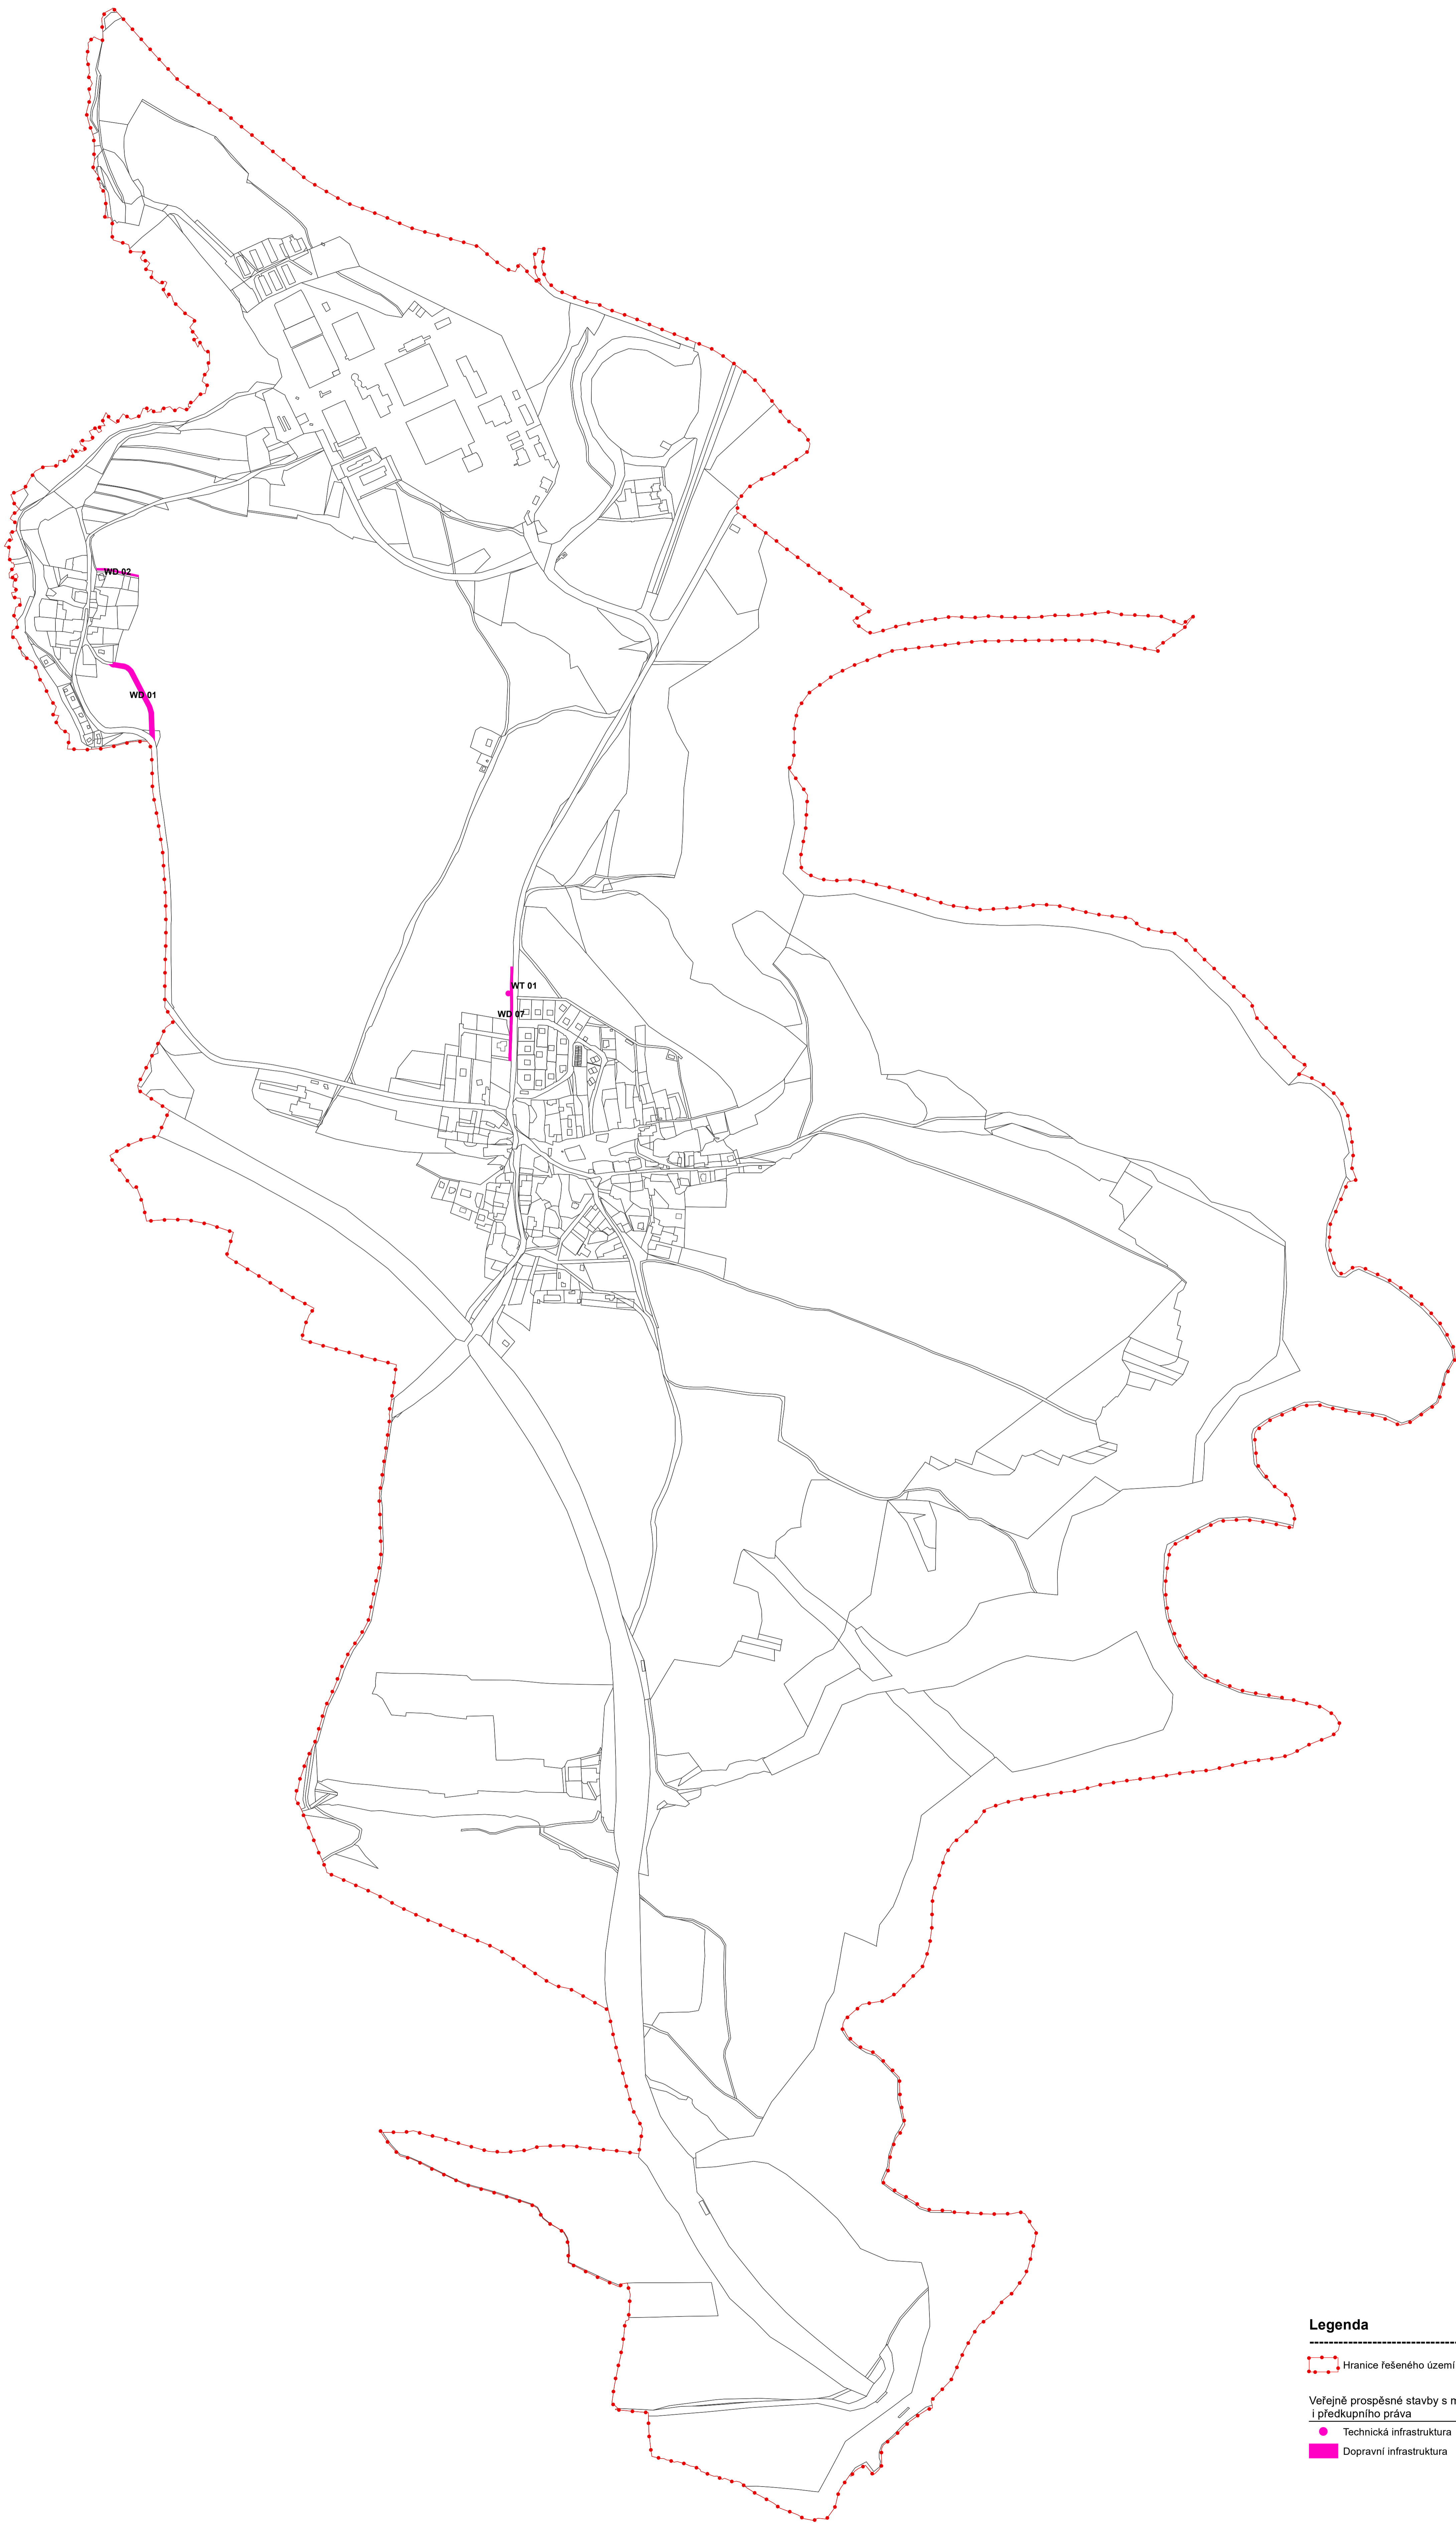 WD 02
WD 01
WT 01
WD 07
Legenda
Hranice řešeného území
Veřejně prospěsné stavby s m
i předkupního práva
Technická infrastruktura
Dopravní infrastruktura